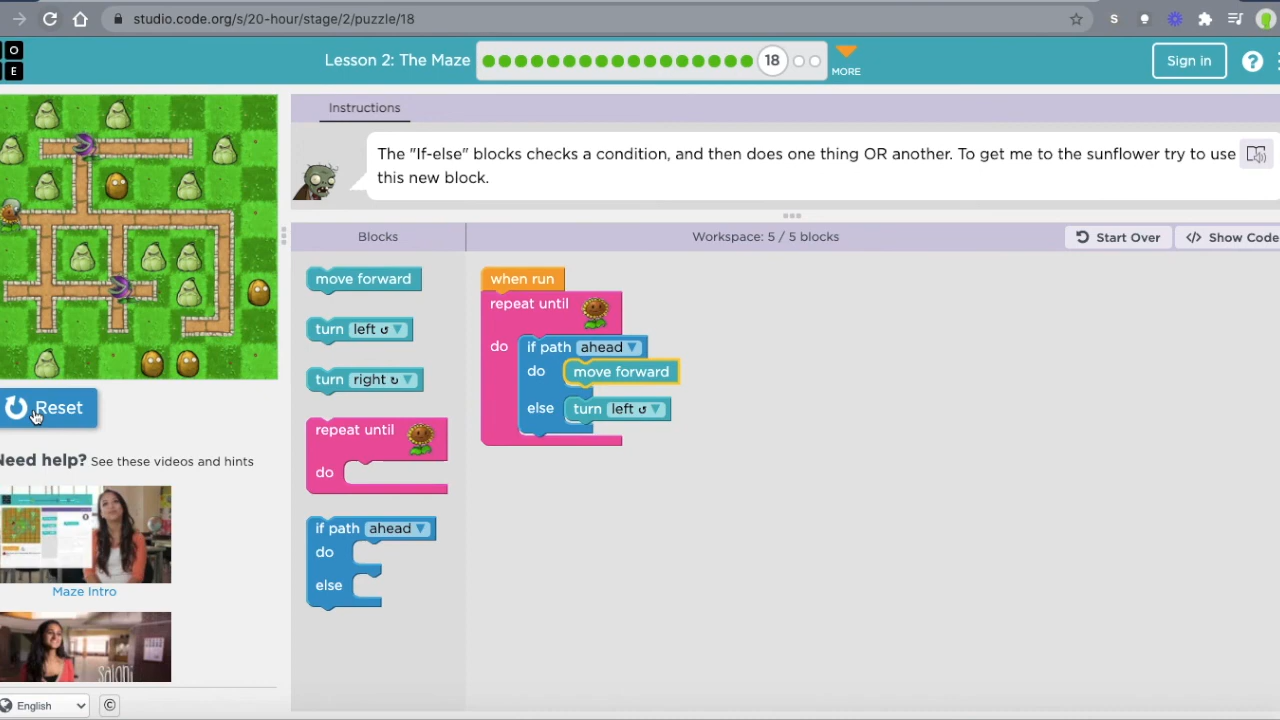 studio.code.org/s/20-hour/stage/2/puzzle/18
S
O
E
Lesson 2: The Maze
18
MORE
Sign in
?
Instructions
The "If-else" blocks checks a condition, and then does one thing OR another. To get me to the sunflower try to use
this new block.
Blocks
Workspace: 5 / 5 blocks
Start Over
</> Show Code
move forward
turn left ↺
turn right ↻
repeat until
do
if path ahead
do
else
when run
repeat until
do
if path ahead
do
move forward
else
turn left ↺
Reset
Need help? See these videos and hints
Maze Intro
saloni
English
©